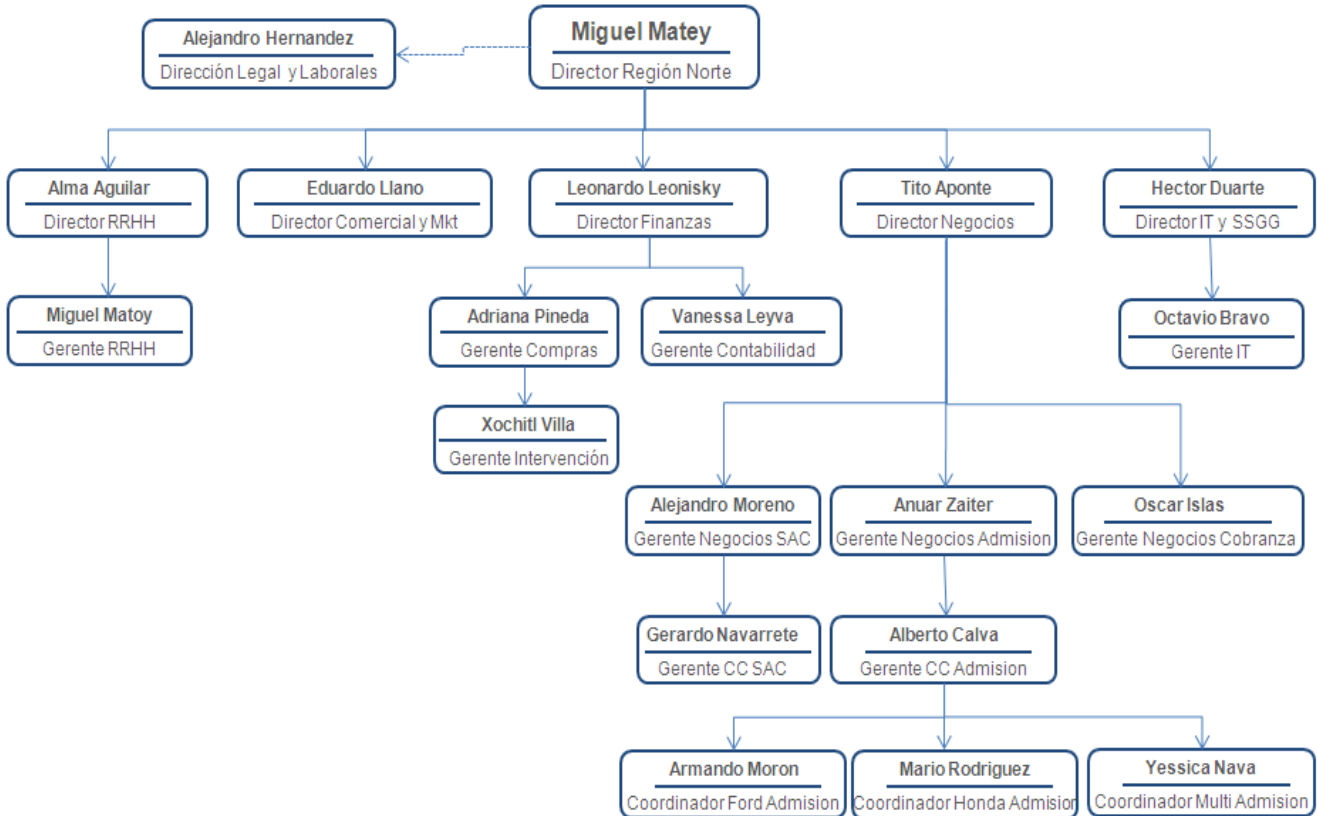 Alejandro Hernandez
Dirección Legal y Laborales
Miguel Matey
Director Región Norte
Alma Aguilar
Director RRHH
Eduardo Llano
Director Comercial y Mkt
Leonardo Leonisky
Director Finanzas
Tito Aponte
Director Negocios
Hector Duarte
Director IT y SSGG
Miguel Matoy
Gerente RRHH
Adriana Pineda
Gerente Compras
Vanessa Leyva
Gerente Contabilidad
Octavio Bravo
Gerente IT
Xochitl Villa
Gerente Intervención
Alejandro Moreno
Gerente Negocios SAC
Anuar Zaiter
Gerente Negocios Admision
Oscar Islas
Gerente Negocios Cobranza
Gerardo Navarrete
Gerente CC SAC
Alberto Calva
Gerente CC Admision
Armando Moron
Coordinador Ford Admision
Mario Rodriguez
Coordinador Honda Admision
Yessica Nava
Coordinador Multi Admision